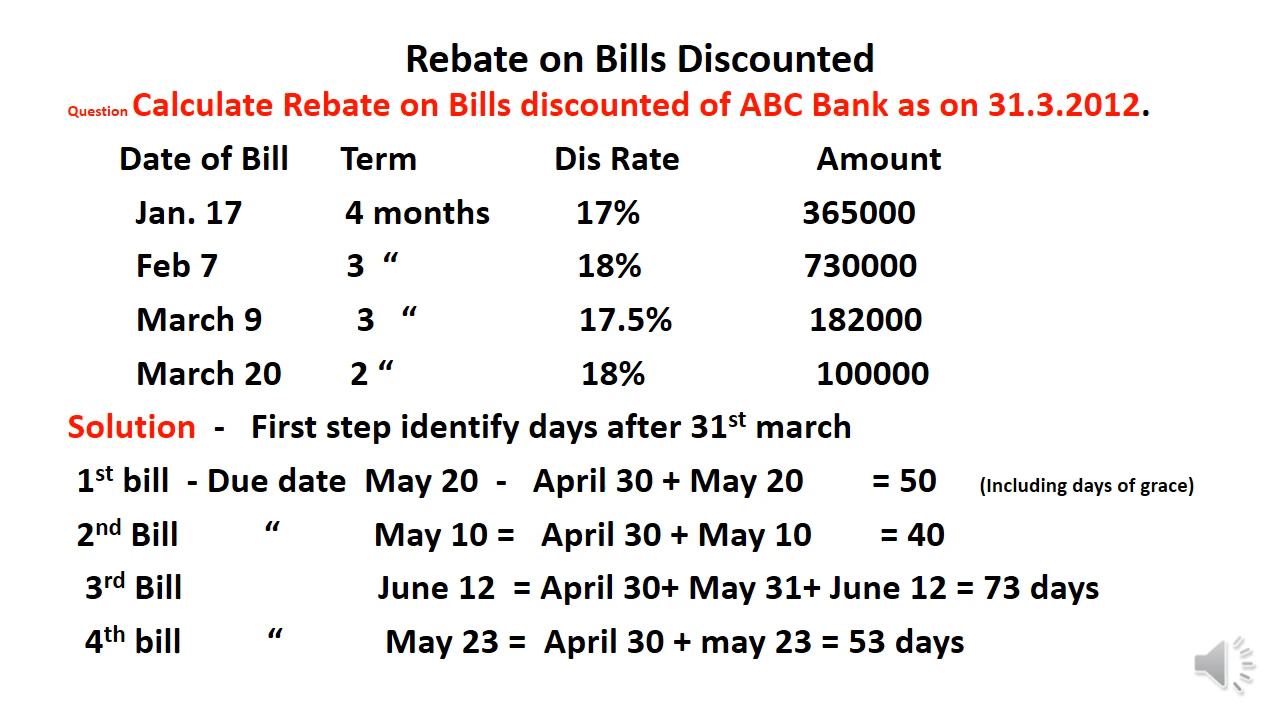 Rebate on Bills Discounted
Question Calculate Rebate on Bills discounted of ABC Bank as on 31.3.2012.
Date of Bill Term Dis Rate Amount
Jan. 17 4 months 17% 365000
Feb 7 3 “ 18% 730000
March 9 3 “ 17.5% 182000
March 20 2 “ 18% 100000
Solution - First step identify days after 31st march
1st bill - Due date May 20 - April 30 + May 20 = 50 (Including days of grace)
2nd Bill “ May 10 = April 30 + May 10 = 40
3rd Bill June 12 = April 30+ May 31+ June 12 = 73 days
4th bill “ May 23 = April 30 + may 23 = 53 days